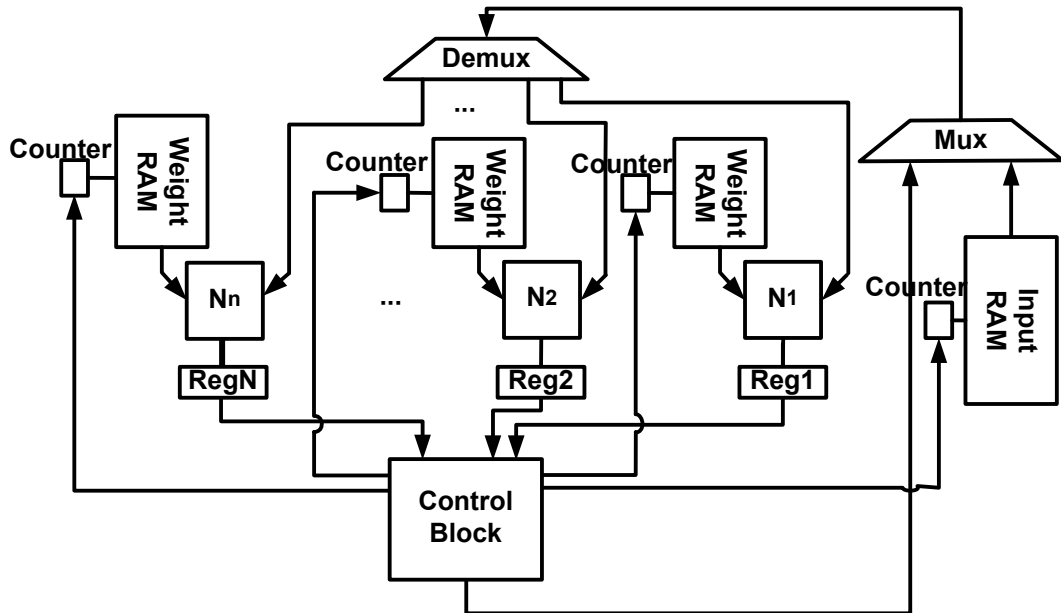 Demux
...
Mux
Counter
Weight
RAM
Counter
Weight
RAM
Counter
Weight
RAM
Counter
Input
RAM
Nn
...
N2
N1
RegN
Reg2
Reg1
Control
Block